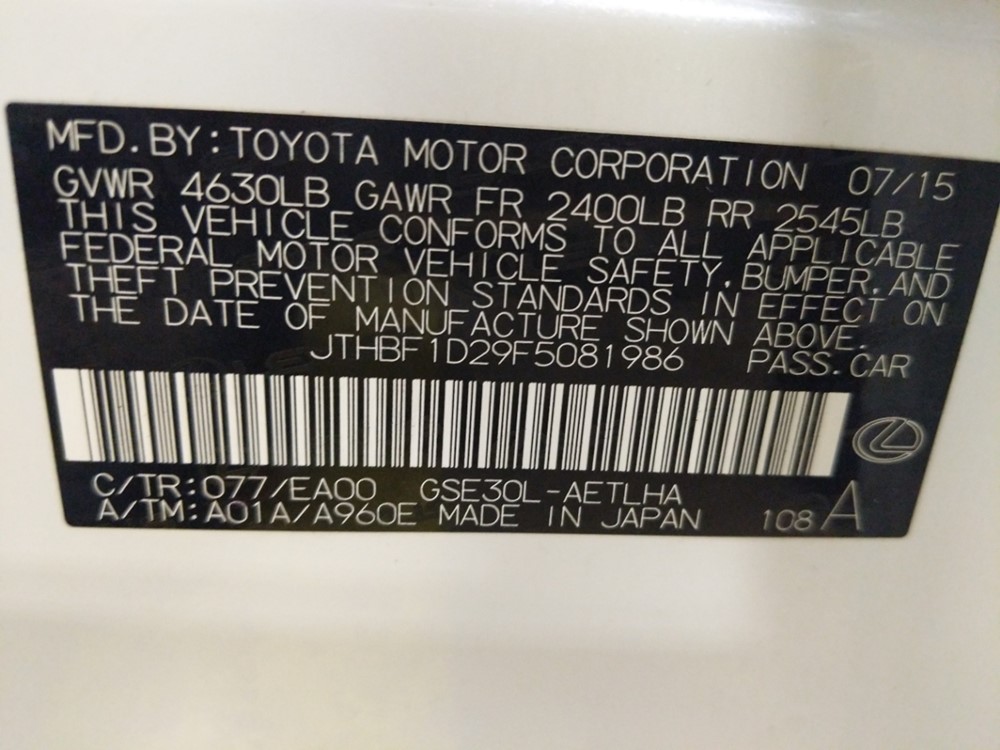 MFD. BY: TOYOTA MOTOR CORPORATION 07/15
GVWR 4630LB GAWR FR 2400LB RR 2545LB
THIS VEHICLE CONFORMS TO ALL APPLICABLE
FEDERAL MOTOR VEHICLE SAFETY, BUMPER, AND
THEFT PREVENTION STANDARDS IN EFFECT ON
THE DATE OF MANUFACTURE SHOWN ABOVE.
JTHBF1D29F5081986 PASS. CAR
C/TR: 077/EA00 GSE30L-AETLHA
A/TM: A01A/A960E MADE IN JAPAN 108 A